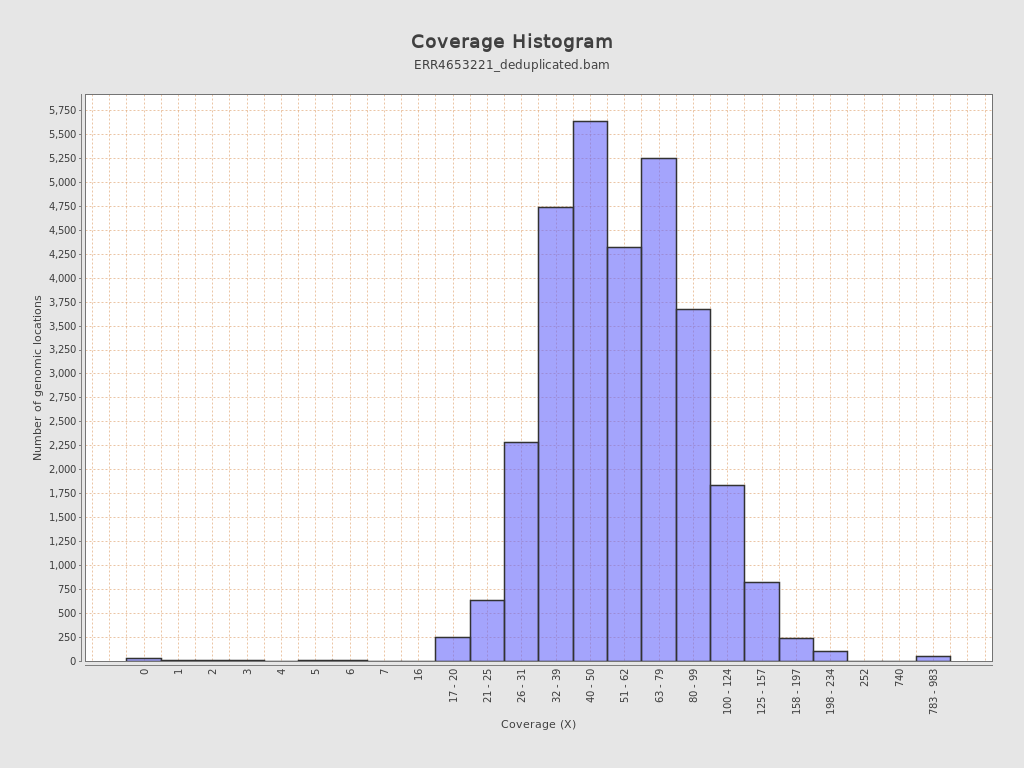 Coverage Histogram
ERR4653221_deduplicated.bam
Number of genomic locations
5,750
5,500
5,250
5,000
4,750
4,500
4,250
4,000
3,750
3,500
3,250
3,000
2,750
2,500
2,250
2,000
1,750
1,500
1,250
1,000
750
500
250
0
0
1
2
3
4
5
6
7
16
17 - 20
21 - 25
26 - 31
32 - 39
40 - 50
51 - 62
63 - 79
80 - 99
100 - 124
125 - 157
158 - 197
198 - 234
252
740
783 - 983
Coverage (X)